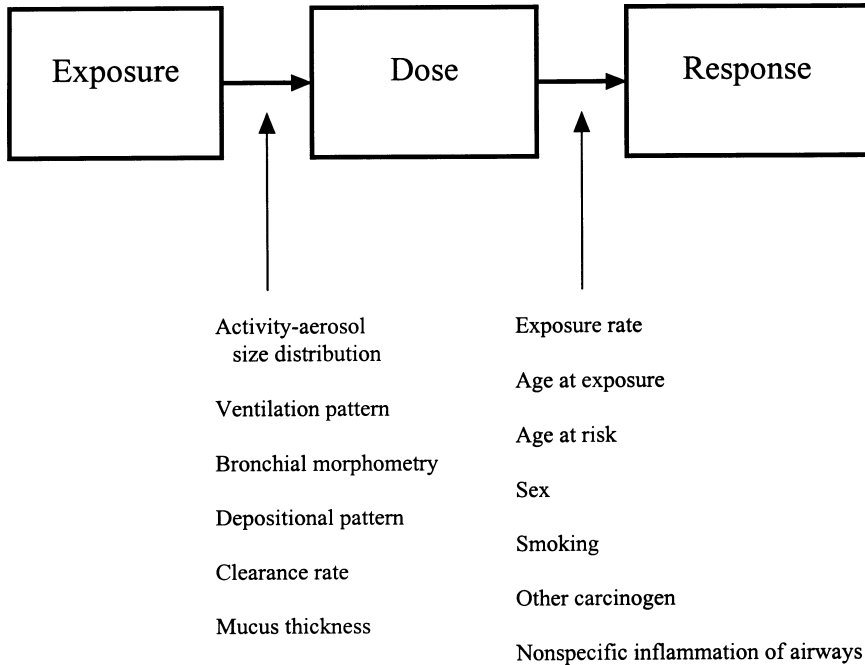 Exposure
Dose
Response
Activity-aerosol
size distribution
Ventilation pattern
Bronchial morphometry
Depositional pattern
Clearance rate
Mucus thickness
Exposure rate
Age at exposure
Age at risk
Sex
Smoking
Other carcinogen
Nonspecific inflammation of airways